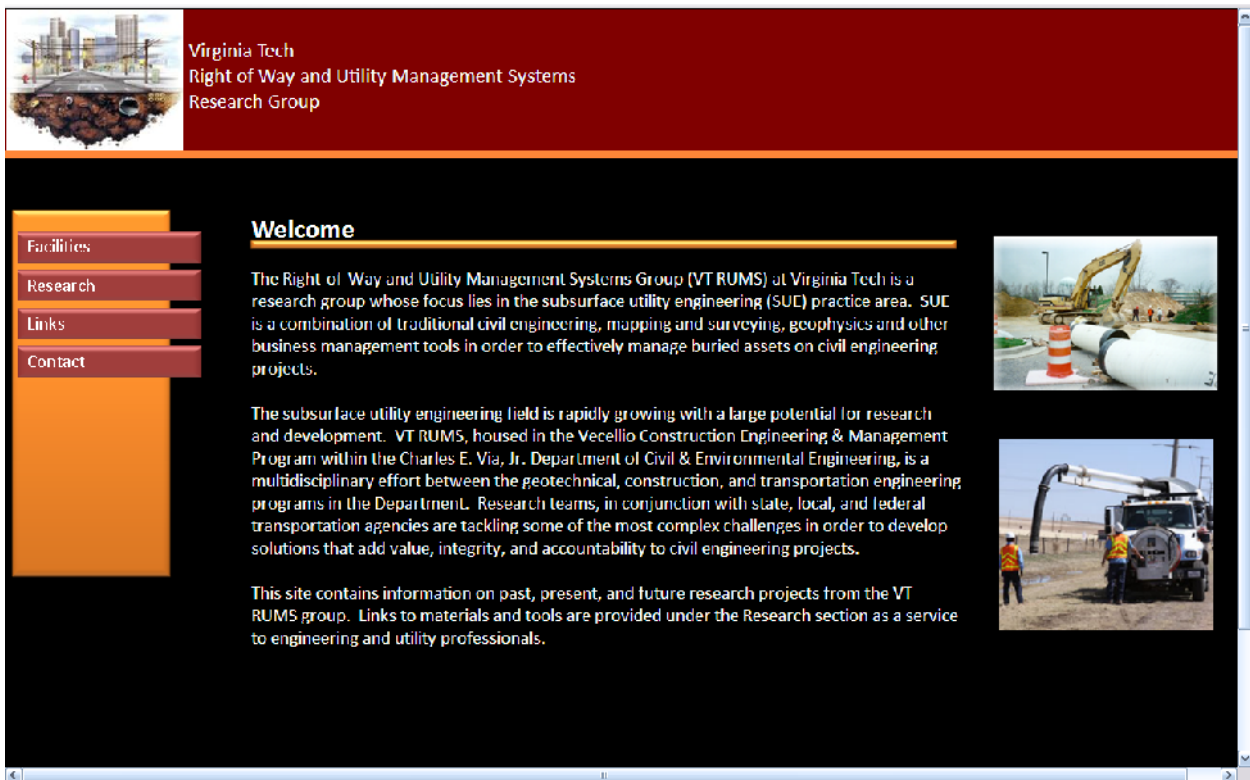 Virginia Tech
Right of Way and Utility Management Systems
Research Group
Facilities
Research
Links
Contact
Welcome
The Right-of-Way and Utility Management Systems Group (VT RUMS) at Virginia Tech is a
research group whose focus lies in the subsurface utility engineering (SUE) practice area. SUE
is a combination of traditional civil engineering, mapping and surveying, geophysics and other
business management tools in order to effectively manage buried assets on civil engineering
projects.
The subsurface utility engineering field is rapidly growing with a large potential for research
and development. VT RUMS, housed in the Vecellio Construction Engineering & Management
Program within the Charles E. Via, Jr. Department of Civil & Environmental Engineering, is a
multidisciplinary effort between the geotechnical, construction, and transportation engineering
programs in the Department. Research teams, in conjunction with state, local, and federal
transportation agencies are tackling some of the most complex challenges in order to develop
solutions that add value, integrity, and accountability to civil engineering projects.
This site contains information on past, present, and future research projects from the VT
RUMS group. Links to materials and tools are provided under the Research section as a service
to engineering and utility professionals.